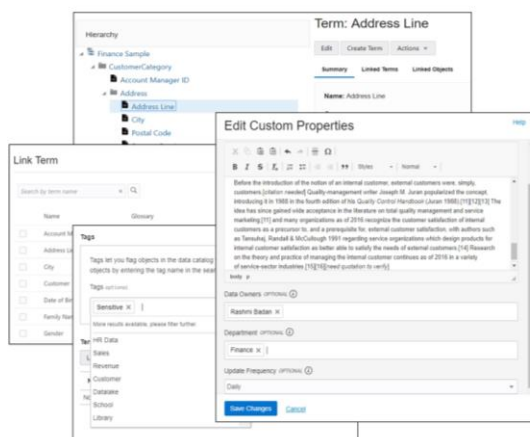 Hierarchy
Finance Sample
CustomerCategory
Account Manager ID
Address
Address Line
City
Postal Code
Term: Address Line
Edit Create Term Actions
Summary Linked Terms Linked Objects
Name: Address Line
Link Term
Search by term name
Name Glossary
Account M
Address Li
City
Customer
Date of Bir
Family Nam
Gender
Tags
Tags let you flag objects in the data catalog
objects by entering the tag name in the sear
Tags (OPTIONAL)
Sensitive ×
More results available, please filter further.
HR Data
Sales
Revenue
Customer
Datalake
School
Library
Ter
Edit Custom Properties
Help
Styles Normal
Before the introduction of the notion of an internal customer, external customers were, simply,
customers.[citation needed] Quality-management writer Joseph M. Juran popularized the concept,
introducing it in 1988 in the fourth edition of his Quality Control Handbook (Juran 1988).[11][12][13] The
idea has since gained wide acceptance in the literature on total quality management and service
marketing;[11] and many organizations as of 2016 recognize the customer satisfaction of internal
customers as a precursor to, and a prerequisite for, external customer satisfaction, with authors such
as Tansuhaj, Randall & McCullough 1991 regarding service organizations which design products for
internal customer satisfaction as better able to satisfy the needs of external customers.[14] Research
on the theory and practice of managing the internal customer continues as of 2016 in a variety
of service-sector industries.[15][16][need quotation to verify]
body p
Data Owners OPTIONAL
Rashmi Badan ×
Department OPTIONAL
Finance ×
Update Frequency OPTIONAL
Daily
Save Changes Cancel